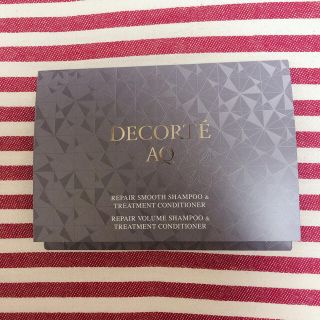 DECORTÉ
AQ
REPAIR SMOOTH SHAMPOO &
TREATMENT CONDITIONER
REPAIR VOLUME SHAMPOO &
TREATMENT CONDITIONER